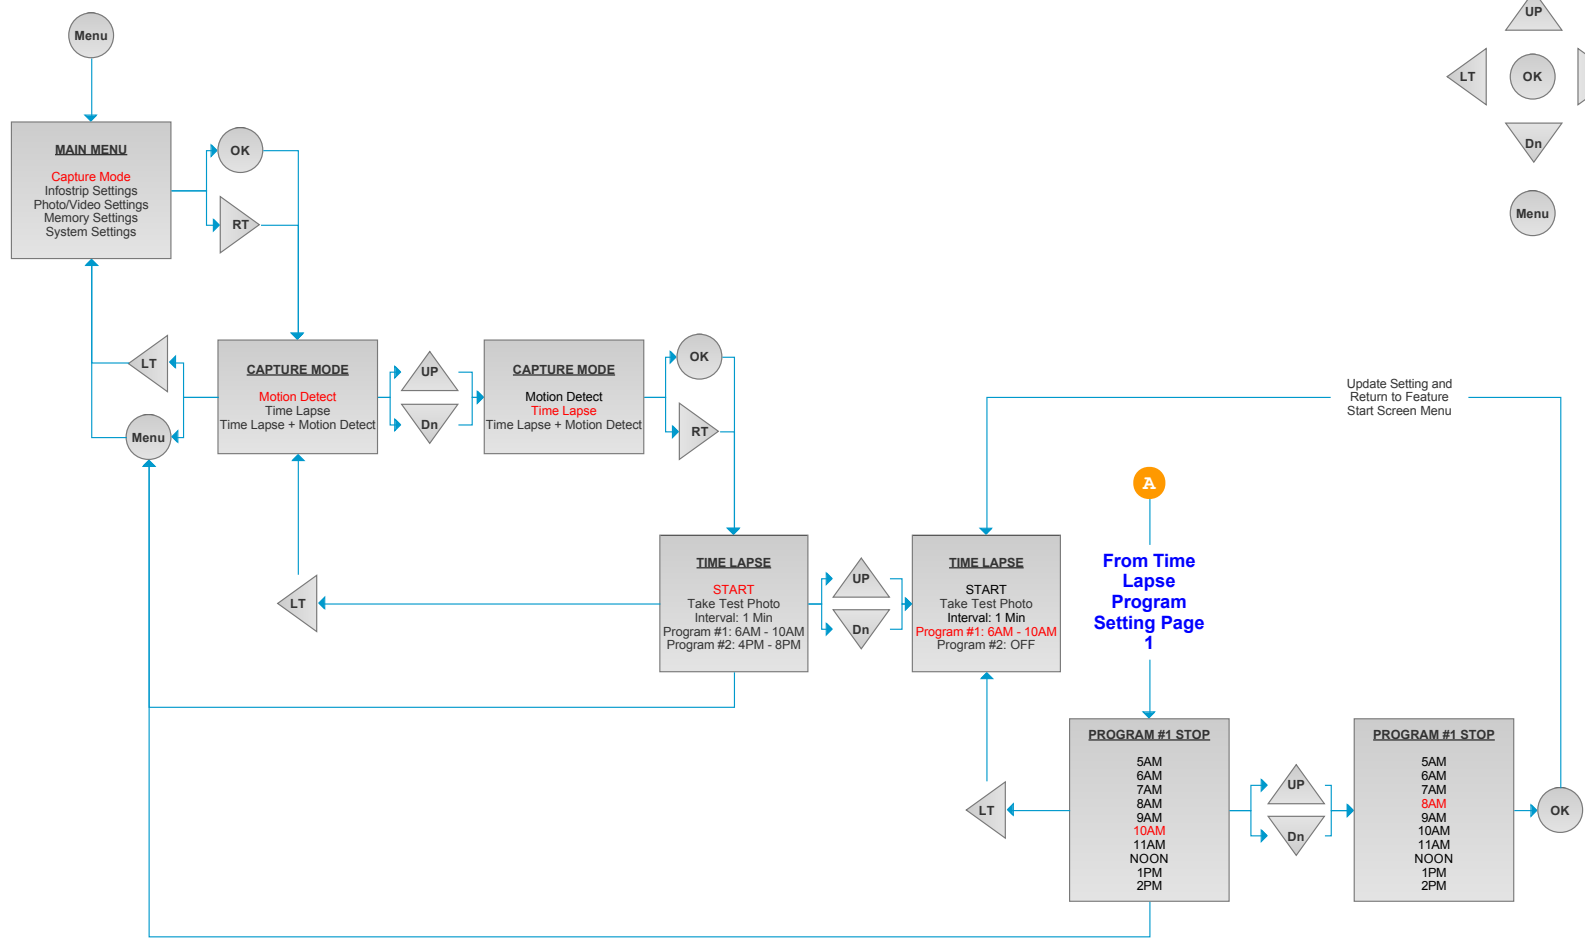 Menu
UP
LT
OK
Dn
Menu
MAIN MENU
Capture Mode
Infostrip Settings
Photo/Video Settings
Memory Settings
System Settings
OK
RT
LT
Menu
CAPTURE MODE
Motion Detect
Time Lapse
Time Lapse + Motion Detect
UP
Dn
CAPTURE MODE
Motion Detect
Time Lapse
Time Lapse + Motion Detect
OK
RT
Update Setting and
Return to Feature
Start Screen Menu
A
From Time
Lapse
Program
Setting Page
1
LT
TIME LAPSE
START
Take Test Photo
Interval: 1 Min
Program #1: 6AM - 10AM
Program #2: 4PM - 8PM
UP
Dn
TIME LAPSE
START
Take Test Photo
Interval: 1 Min
Program #1: 6AM - 10AM
Program #2: OFF
LT
PROGRAM #1 STOP
5AM
6AM
7AM
8AM
9AM
10AM
11AM
NOON
1PM
2PM
UP
Dn
PROGRAM #1 STOP
5AM
6AM
7AM
8AM
9AM
10AM
11AM
NOON
1PM
2PM
OK